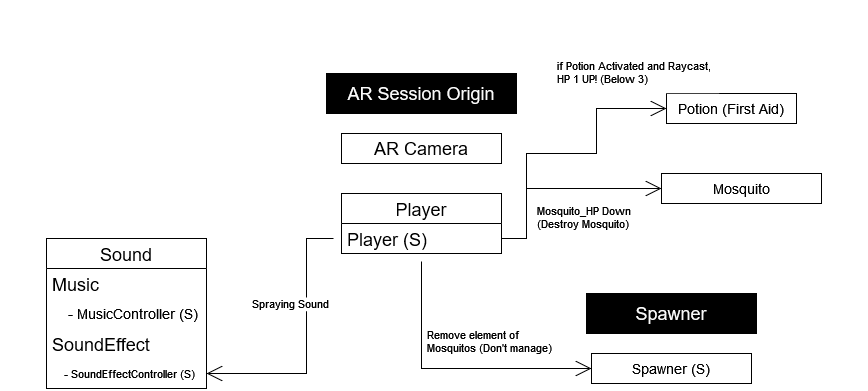 if Potion Activated and Raycast,
HP 1 UP! (Below 3)
AR Session Origin
Potion (First Aid)
AR Camera
Mosquito
Player
Player (S)
Mosquito_HP Down
(Destroy Mosquito)
Sound
Music
- MusicController (S)
SoundEffect
- SoundEffectController (S)
Spraying Sound
Spawner
Remove element of
Mosquitos (Don't manage)
Spawner (S)